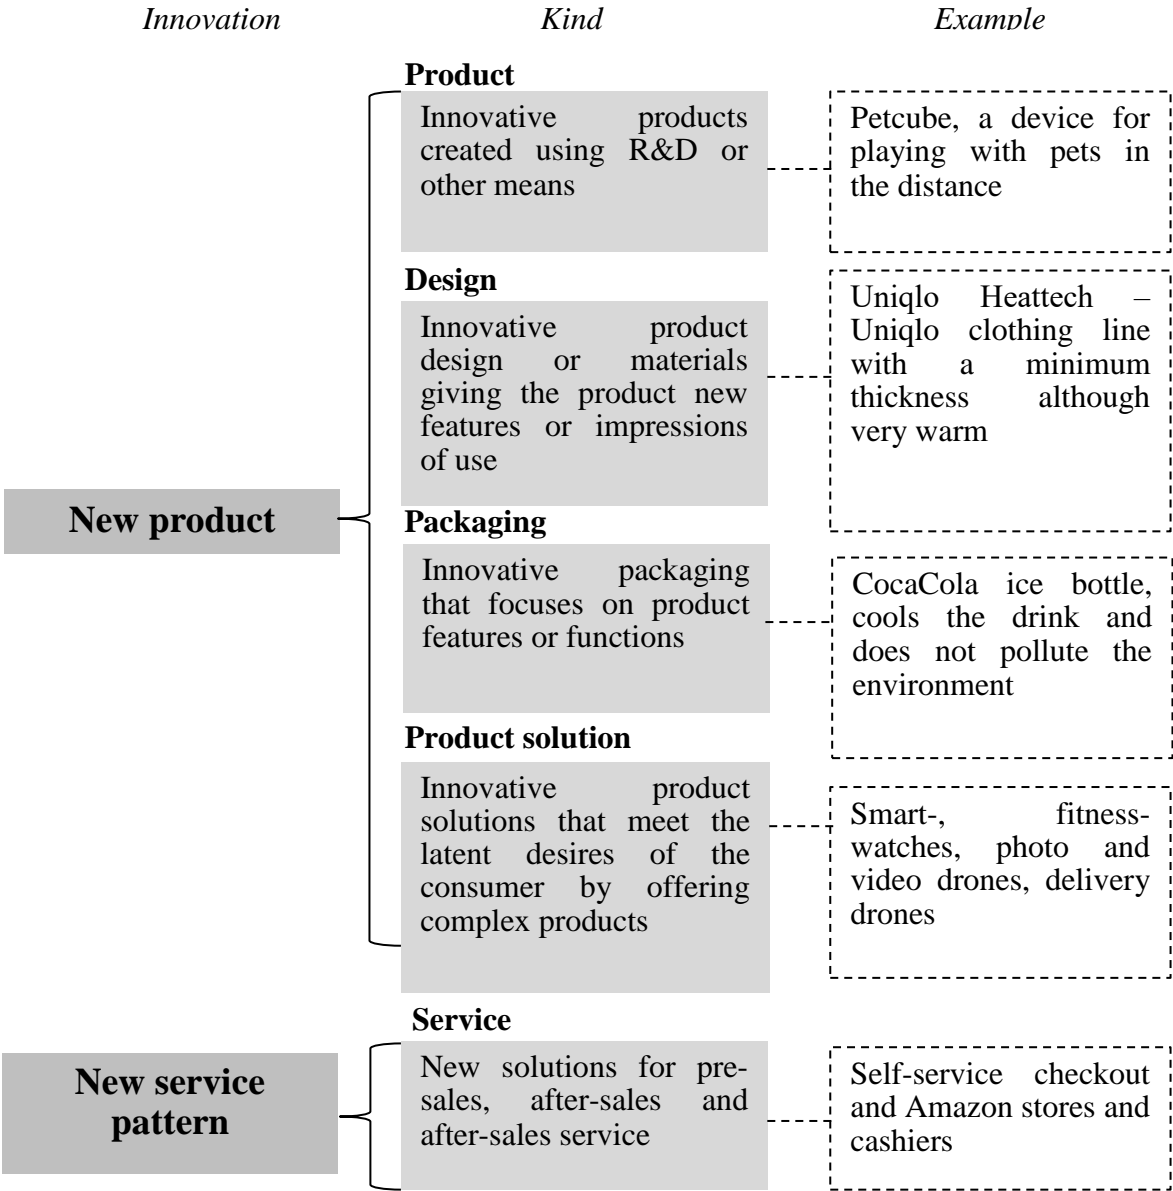 Innovation Kind Example
Product
Innovative products
created using R&D or
other means
Petcube, a device for
playing with pets in
the distance
Design
Innovative product
design or materials
giving the product new
features or impressions
of use
Uniqlo Heattech –
Uniqlo clothing line
with a minimum
thickness although
very warm
New product
Packaging
Innovative packaging
that focuses on product
features or functions
CocaCola ice bottle,
cools the drink and
does not pollute the
environment
Product solution
Innovative product
solutions that meet the
latent desires of the
consumer by offering
complex products
Smart-, fitness-
watches, photo and
video drones, delivery
drones
Service
New service
pattern
New solutions for pre-
sales, after-sales and
after-sales service
Self-service checkout
and Amazon stores and
cashiers